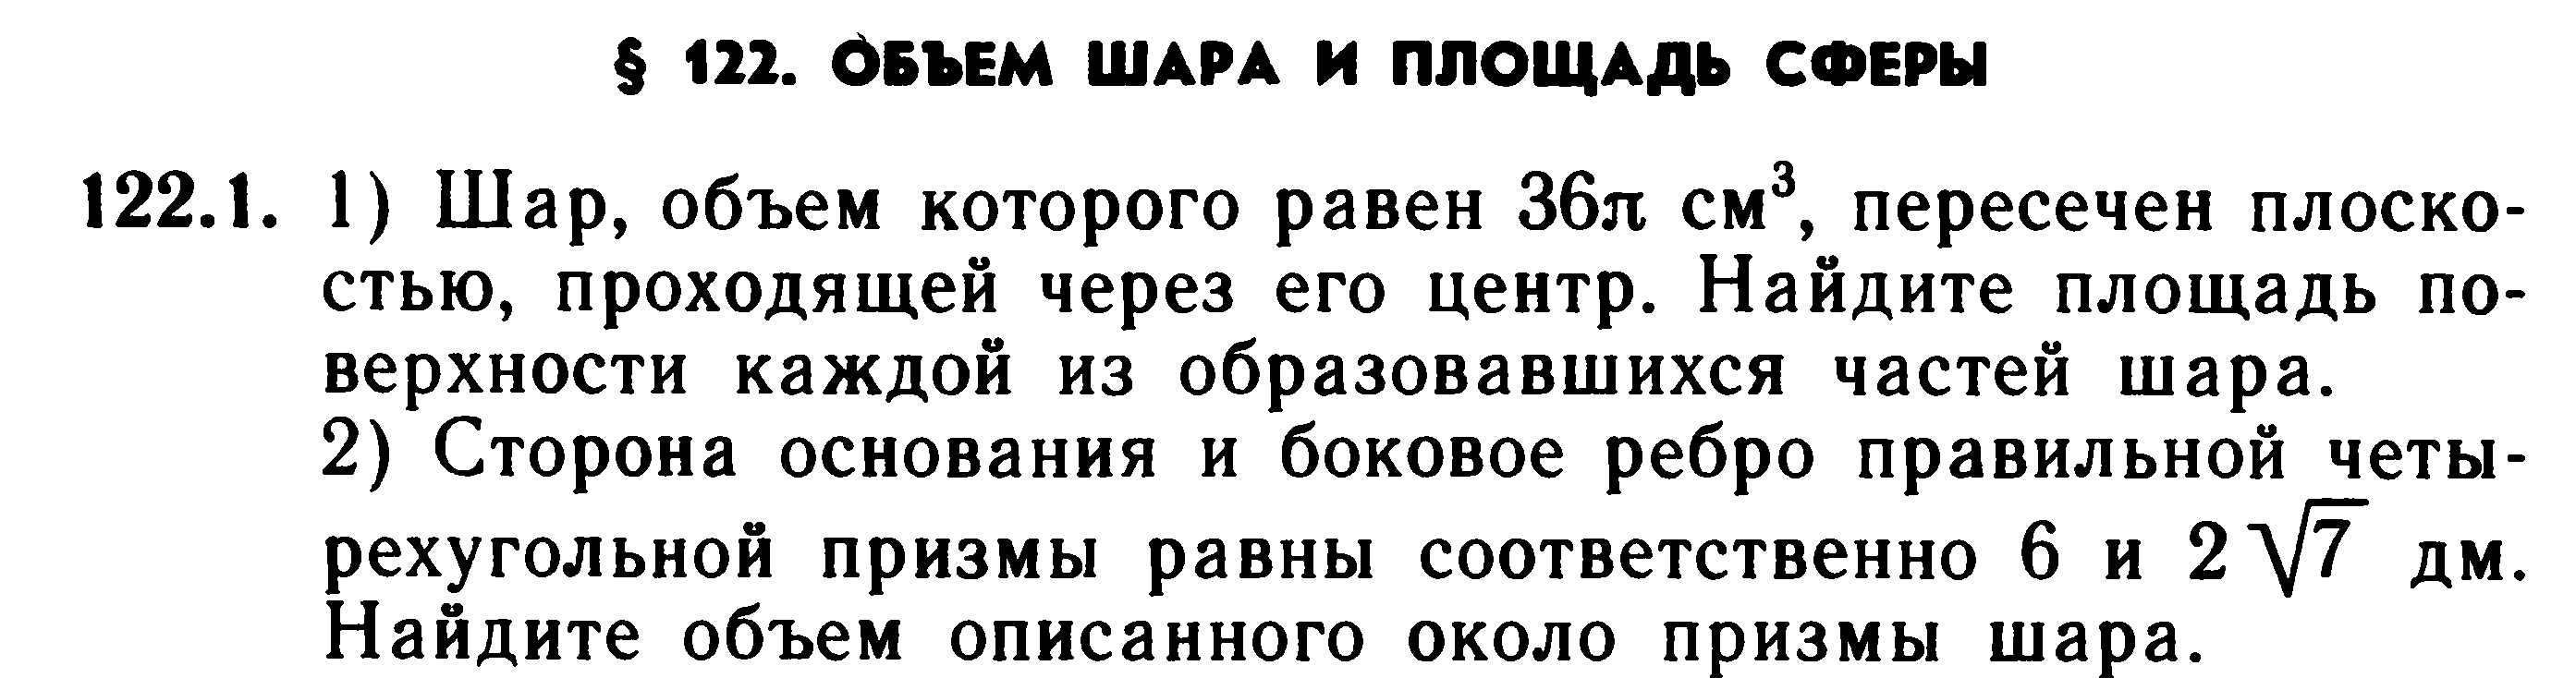 § 122. ОБЪЕМ ШАРА И ПЛОЩАДЬ СФЕРЫ
122.1. 1) Шар, объем которого равен 36π см³, пересечен плоско-
стью, проходящей через его центр. Найдите площадь по-
верхности каждой из образовавшихся частей шара.
2) Сторона основания и боковое ребро правильной четы-
рехугольной призмы равны соответственно 6 и 2√7 дм.
Найдите объем описанного около призмы шара.